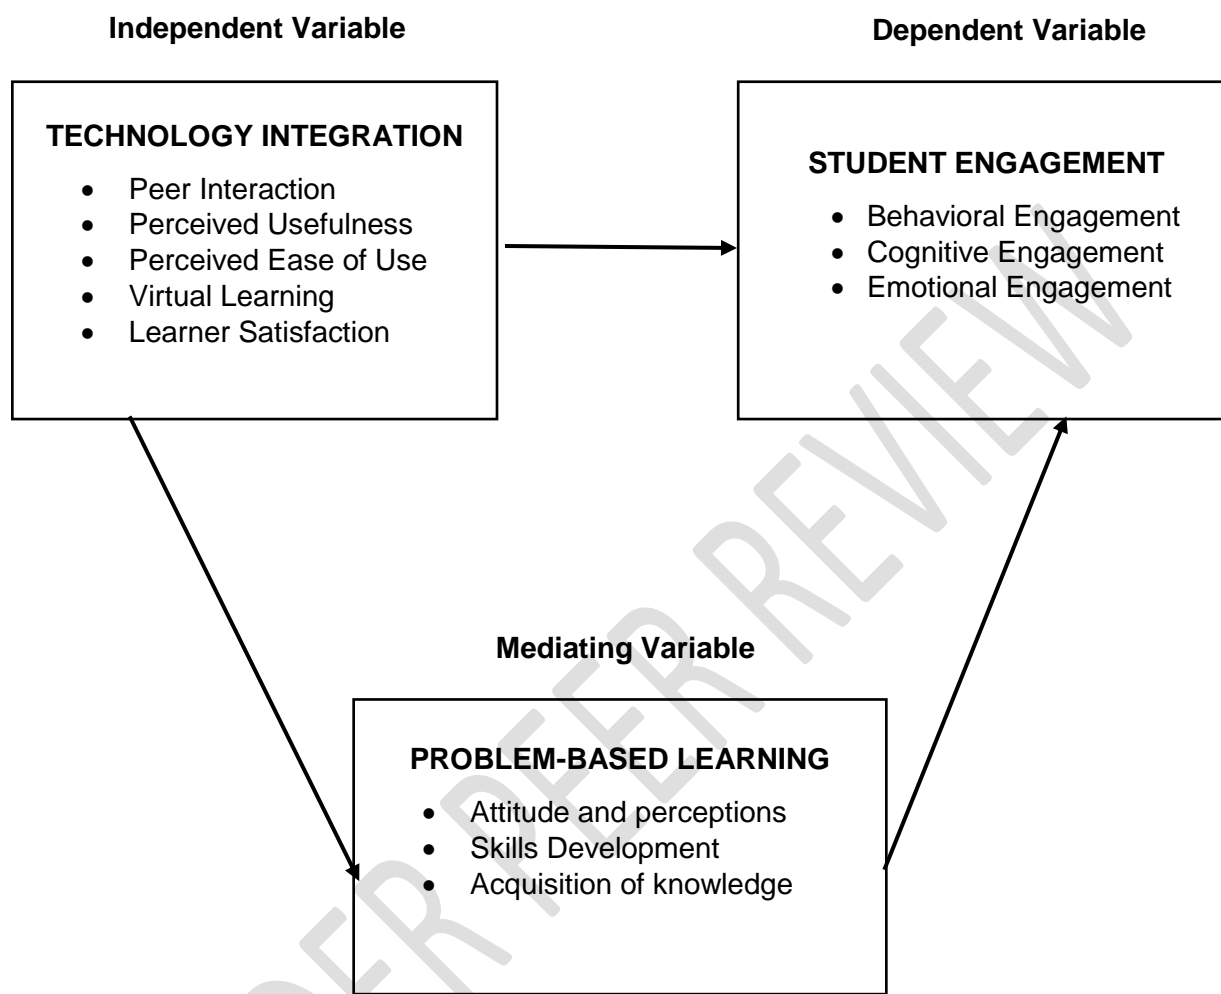 Independent Variable
Dependent Variable
TECHNOLOGY INTEGRATION
• Peer Interaction
• Perceived Usefulness
• Perceived Ease of Use
• Virtual Learning
• Learner Satisfaction
STUDENT ENGAGEMENT
• Behavioral Engagement
• Cognitive Engagement
• Emotional Engagement
Mediating Variable
PROBLEM-BASED LEARNING
• Attitude and perceptions
• Skills Development
• Acquisition of knowledge
PEER REVIEW